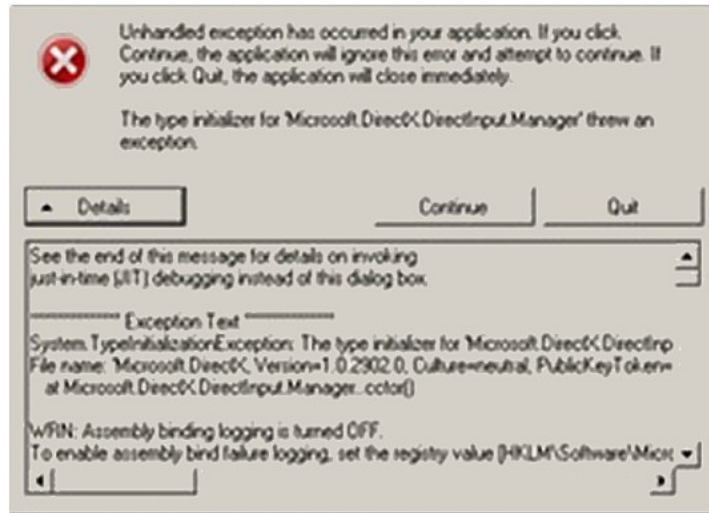 Unhandled exception has occurred in your application. If you click
Continue, the application will ignore this error and attempt to continue. If
you click Quit, the application will close immediately.
The type initializer for 'Microsoft.DirectX.DirectInput.Manager' threw an
exception.
Details
Continue
Quit
See the end of this message for details on invoking
just-in-time (JIT) debugging instead of this dialog box.
************** Exception Text **************
System.TypeInitializationException: The type initializer for 'Microsoft.DirectX.DirectInp
File name: 'Microsoft.DirectX, Version=1.0.2902.0, Culture=neutral, PublicKeyToken=
at Microsoft.DirectX.DirectInput.Manager..cctor()
WRN: Assembly binding logging is turned OFF.
To enable assembly bind failure logging, set the registry value [HKLM\Software\Micro